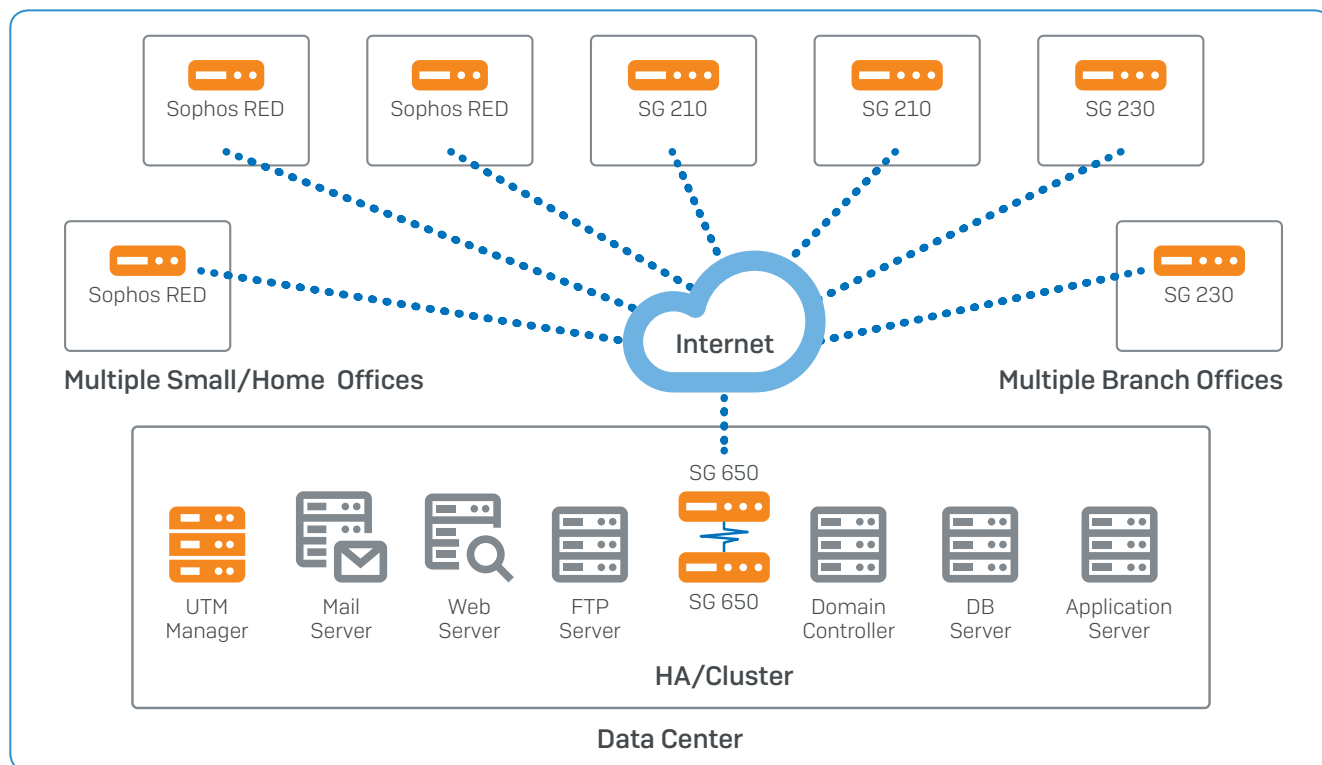 Sophos RED
Sophos RED
SG 210
SG 210
SG 230
Sophos RED
SG 230
Internet
Multiple Small/Home Offices
Multiple Branch Offices
SG 650
SG 650
UTM
Manager
Mail
Server
Web
Server
FTP
Server
Domain
Controller
DB
Server
Application
Server
HA/Cluster
Data Center